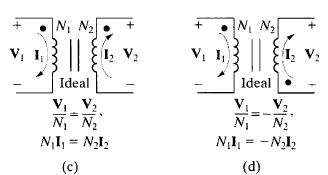 + N₁ N₂ + + N₁ N₂ +
V₁ I₁ I₂ V₂ V₁ I₁ I₂ V₂
− Ideal − − Ideal −
V₁/N₁ = V₂/N₂, V₁/N₁ = −V₂/N₂,
N₁I₁ = N₂I₂ N₁I₁ = −N₂I₂
(c) (d)